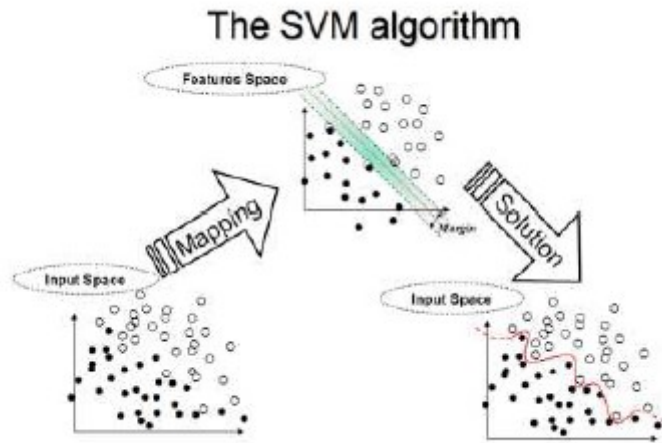 The SVM algorithm
Features Space
Margin
Mapping
Solution
Input Space
Input Space